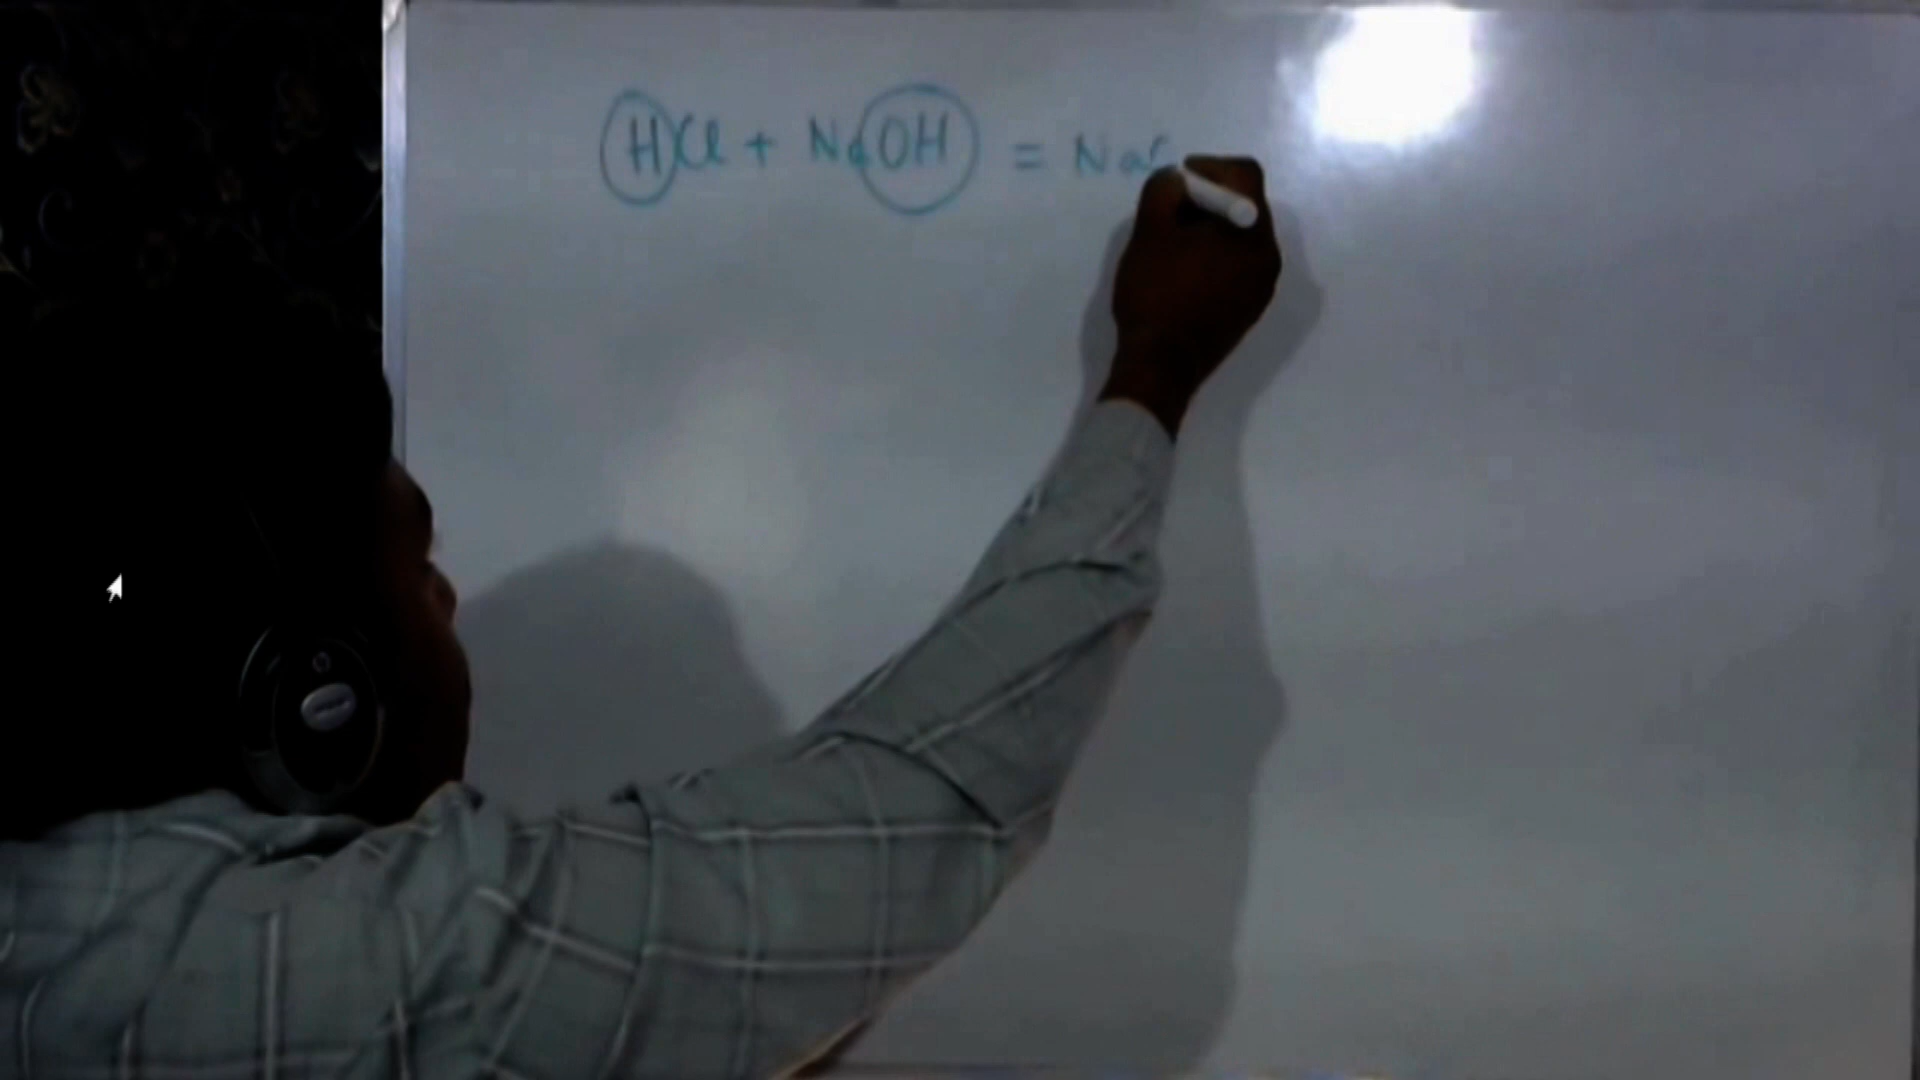 HCl + NaOH = NaC